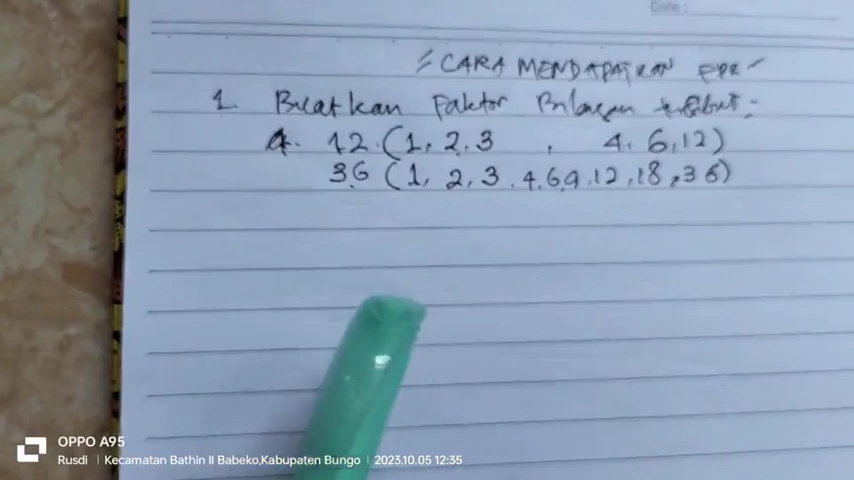 Date:
= CARA MENDAPATKAN FPB =
1. Buatkan Faktor Bilangan tersebut:
a. 12. (1, 2, 3 , 4. 6, 12)
36 (1, 2, 3. 4. 6, 9, 12, 18, 36)
OPPO A95
Rusdi | Kecamatan Bathin II Babeko,Kabupaten Bungo | 2023.10.05 12:35